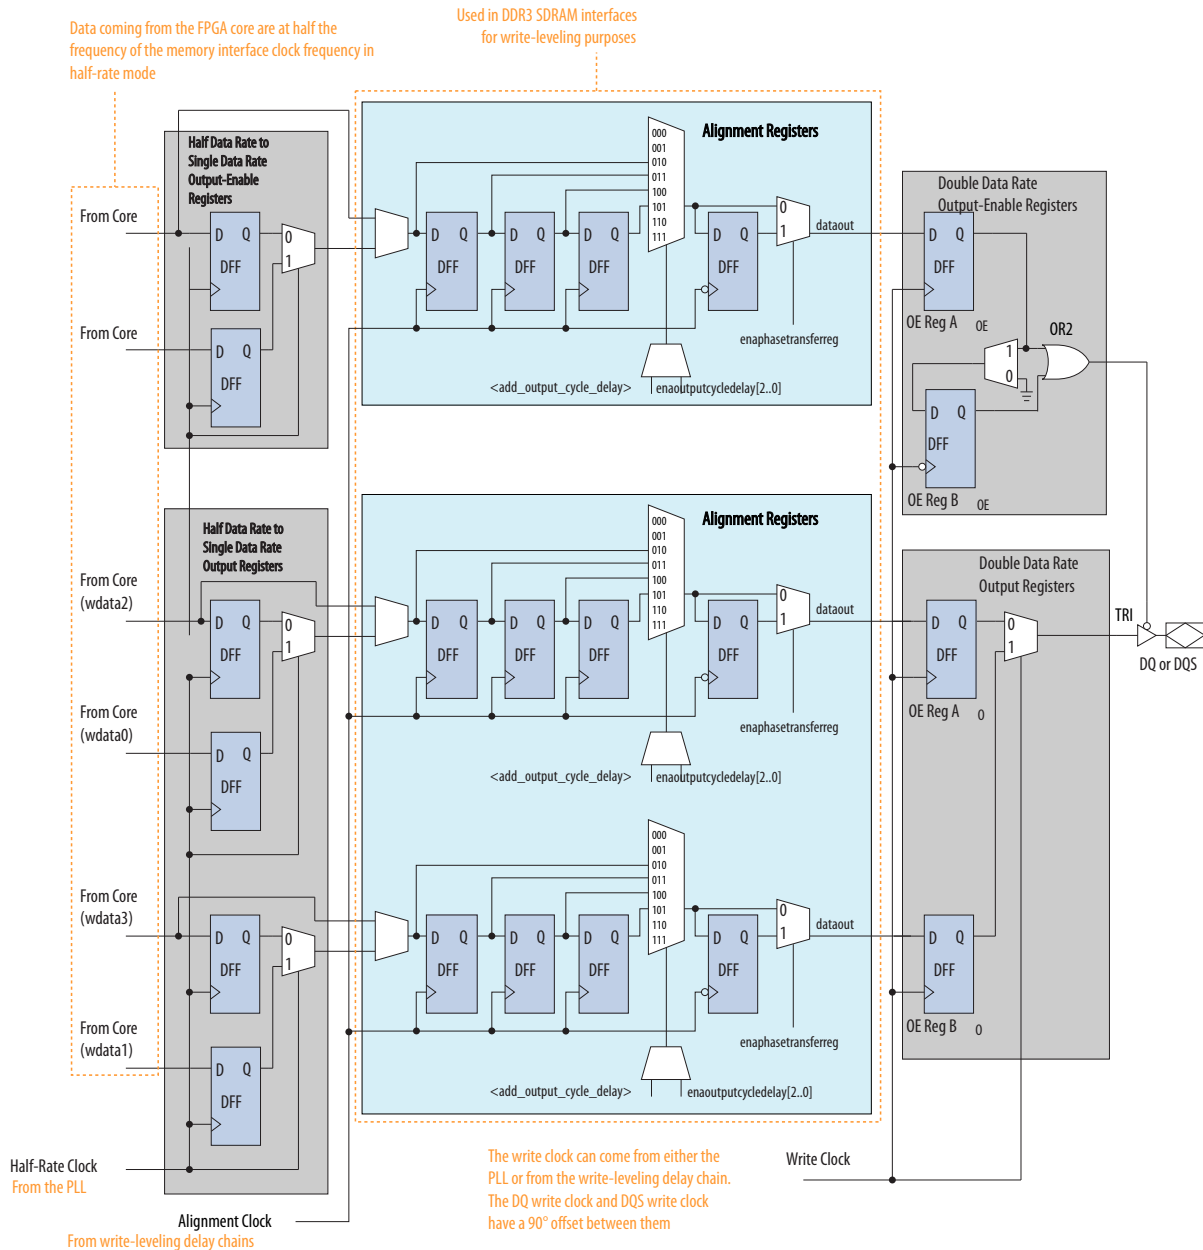 Data coming from the FPGA core are at half the
frequency of the memory interface clock frequency in
half-rate mode
Used in DDR3 SDRAM interfaces
for write-leveling purposes
Half Data Rate to
Single Data Rate
Output-Enable
Registers
From Core
D Q
DFF
0
1
From Core
D Q
DFF
Alignment Registers
000
001
010
011
100
101
110
111
D Q
DFF
D Q
DFF
D Q
DFF
D Q
DFF
0
1
dataout
enaphasetransferreg
<add_output_cycle_delay>
enaoutputcycledelay[2..0]
Double Data Rate
Output-Enable Registers
D Q
DFF
OE Reg A OE
OR2
1
0
D Q
DFF
OE Reg B OE
Half Data Rate to
Single Data Rate
Output Registers
From Core
(wdata2)
D Q
DFF
0
1
From Core
(wdata0)
D Q
DFF
Alignment Registers
000
001
010
011
100
101
110
111
D Q
DFF
D Q
DFF
D Q
DFF
D Q
DFF
0
1
dataout
enaphasetransferreg
<add_output_cycle_delay>
enaoutputcycledelay[2..0]
Double Data Rate
Output Registers
D Q
DFF
OE Reg A O
0
1
TRI
DQ or DQS
From Core
(wdata3)
D Q
DFF
0
1
From Core
(wdata1)
D Q
DFF
000
001
010
011
100
101
110
111
D Q
DFF
D Q
DFF
D Q
DFF
D Q
DFF
0
1
dataout
enaphasetransferreg
<add_output_cycle_delay>
enaoutputcycledelay[2..0]
D Q
DFF
OE Reg B O
Half-Rate Clock
From the PLL
Alignment Clock
From write-leveling delay chains
The write clock can come from either the
PLL or from the write-leveling delay chain.
The DQ write clock and DQS write clock
have a 90° offset between them
Write Clock